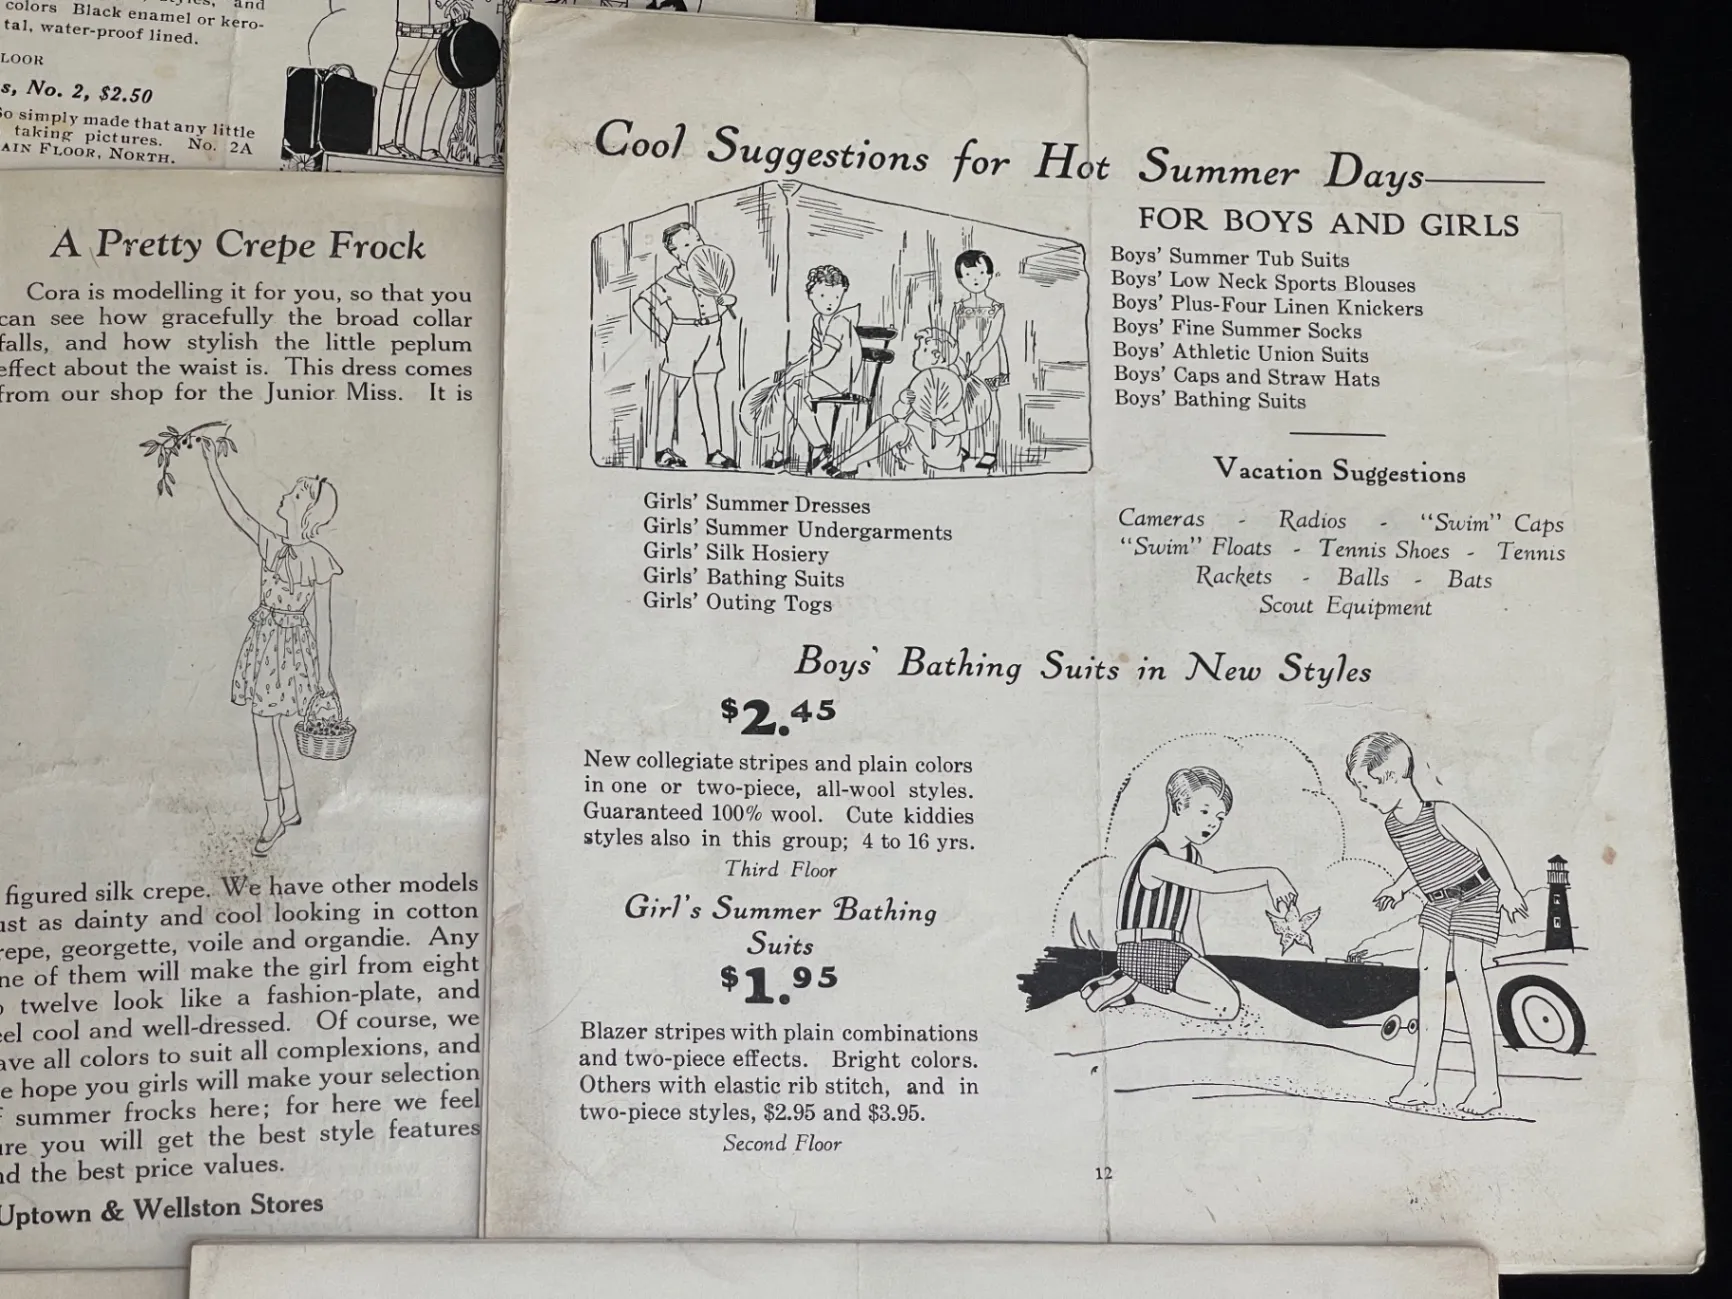 colors Black enamel or kero-
tal, water-proof lined.
LOOR
s, No. 2, $2.50
So simply made that any little
taking pictures. No. 2A
AIN FLOOR, NORTH.
A Pretty Crepe Frock
Cora is modelling it for you, so that you
can see how gracefully the broad collar
falls, and how stylish the little peplum
effect about the waist is. This dress comes
from our shop for the Junior Miss. It is
figured silk crepe. We have other models
ust as dainty and cool looking in cotton
repe, georgette, voile and organdie. Any
ne of them will make the girl from eight
o twelve look like a fashion-plate, and
eel cool and well-dressed. Of course, we
ave all colors to suit all complexions, and
e hope you girls will make your selection
f summer frocks here; for here we feel
ure you will get the best style features
nd the best price values.
Uptown & Wellston Stores
Cool Suggestions for Hot Summer Days
FOR BOYS AND GIRLS
Boys' Summer Tub Suits
Boys' Low Neck Sports Blouses
Boys' Plus-Four Linen Knickers
Boys' Fine Summer Socks
Boys' Athletic Union Suits
Boys' Caps and Straw Hats
Boys' Bathing Suits
Girls' Summer Dresses
Girls' Summer Undergarments
Girls' Silk Hosiery
Girls' Bathing Suits
Girls' Outing Togs
Vacation Suggestions
Cameras - Radios - "Swim" Caps
"Swim" Floats - Tennis Shoes - Tennis
Rackets - Balls - Bats
Scout Equipment
Boys' Bathing Suits in New Styles
$2.45
New collegiate stripes and plain colors
in one or two-piece, all-wool styles.
Guaranteed 100% wool. Cute kiddies
styles also in this group; 4 to 16 yrs.
Third Floor
Girl's Summer Bathing
Suits
$1.95
Blazer stripes with plain combinations
and two-piece effects. Bright colors.
Others with elastic rib stitch, and in
two-piece styles, $2.95 and $3.95.
Second Floor
12